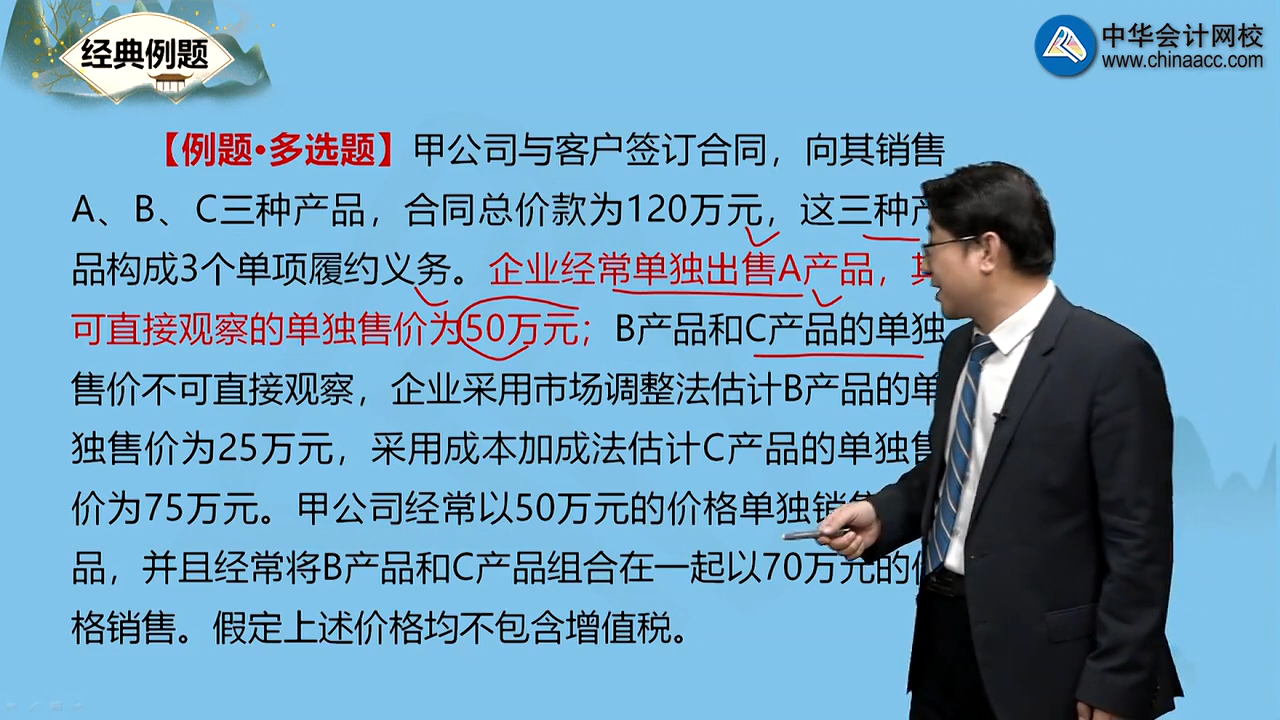 经典例题
中华会计网校
www.chinaacc.com
【例题•多选题】甲公司与客户签订合同，向其销售
A、B、C三种产品，合同总价款为120万元，这三种产
品构成3个单项履约义务。企业经常单独出售A产品，其
可直接观察的单独售价为50万元；B产品和C产品的单独
售价不可直接观察，企业采用市场调整法估计B产品的单
独售价为25万元，采用成本加成法估计C产品的单独售
价为75万元。甲公司经常以50万元的价格单独销售
品，并且经常将B产品和C产品组合在一起以70万元的价
格销售。假定上述价格均不包含增值税。